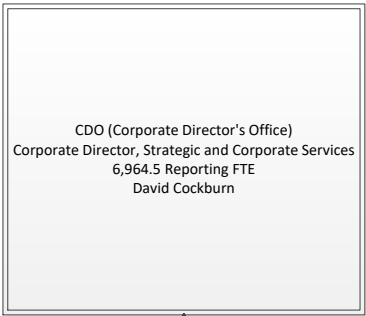 CDO (Corporate Director's Office)
Corporate Director, Strategic and Corporate Services
6,964.5 Reporting FTE
David Cockburn